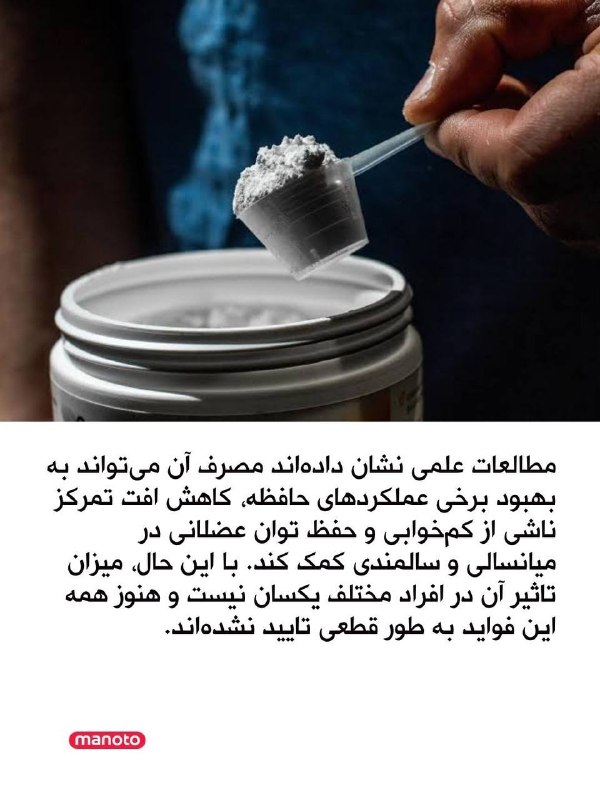 مطالعات علمی نشان داده‌اند مصرف آن می‌تواند به
بهبود برخی عملکردهای حافظه، کاهش افت تمرکز
ناشی از کم‌خوابی و حفظ توان عضلانی در
میانسالی و سالمندی کمک کند. با این حال، میزان
تاثیر آن در افراد مختلف یکسان نیست و هنوز همه
این فواید به طور قطعی تایید نشده‌اند.
manoto